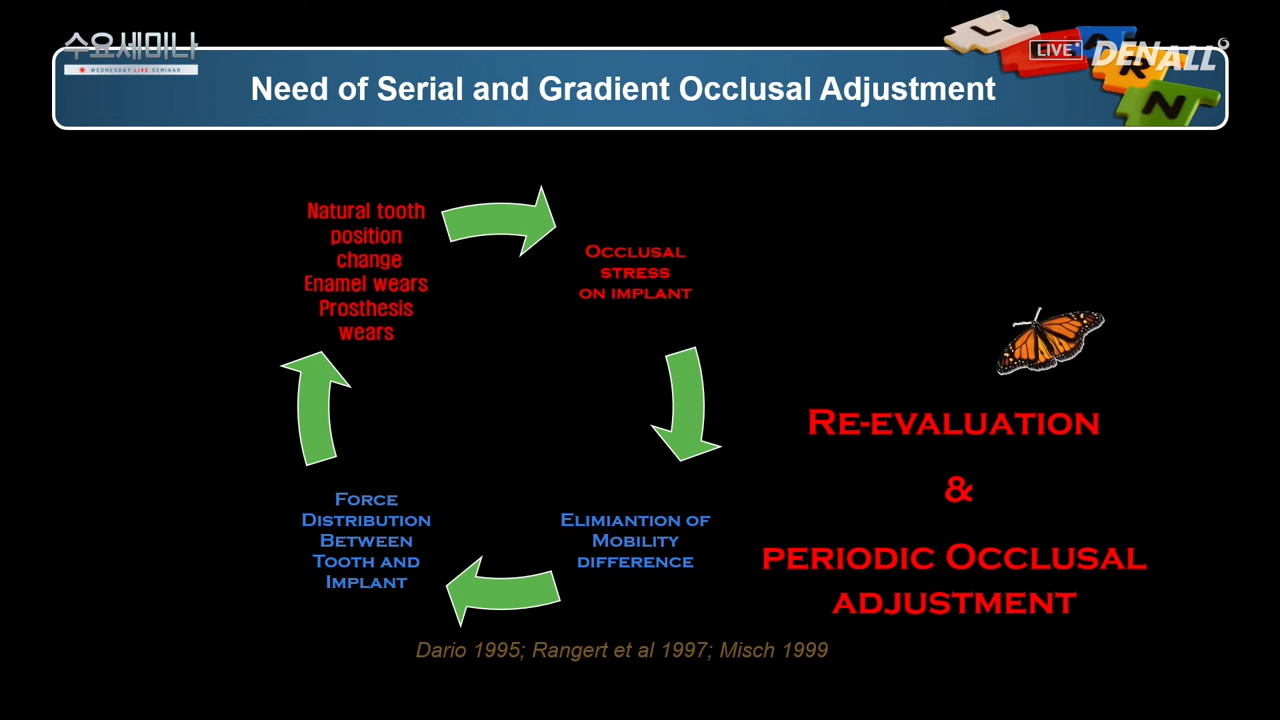 수요세미나
WEDNESDAY LIVE SEMINAR
LIVE DENALL
L
R
N
Need of Serial and Gradient Occlusal Adjustment
Natural tooth
position
change
Enamel wears
Prosthesis
wears
Occlusal
stress
on implant
Re-evaluation
&
periodic Occlusal
adjustment
Force
Distribution
Between
Tooth and
Implant
Elimiantion of
Mobility
difference
Dario 1995; Rangert et al 1997; Misch 1999